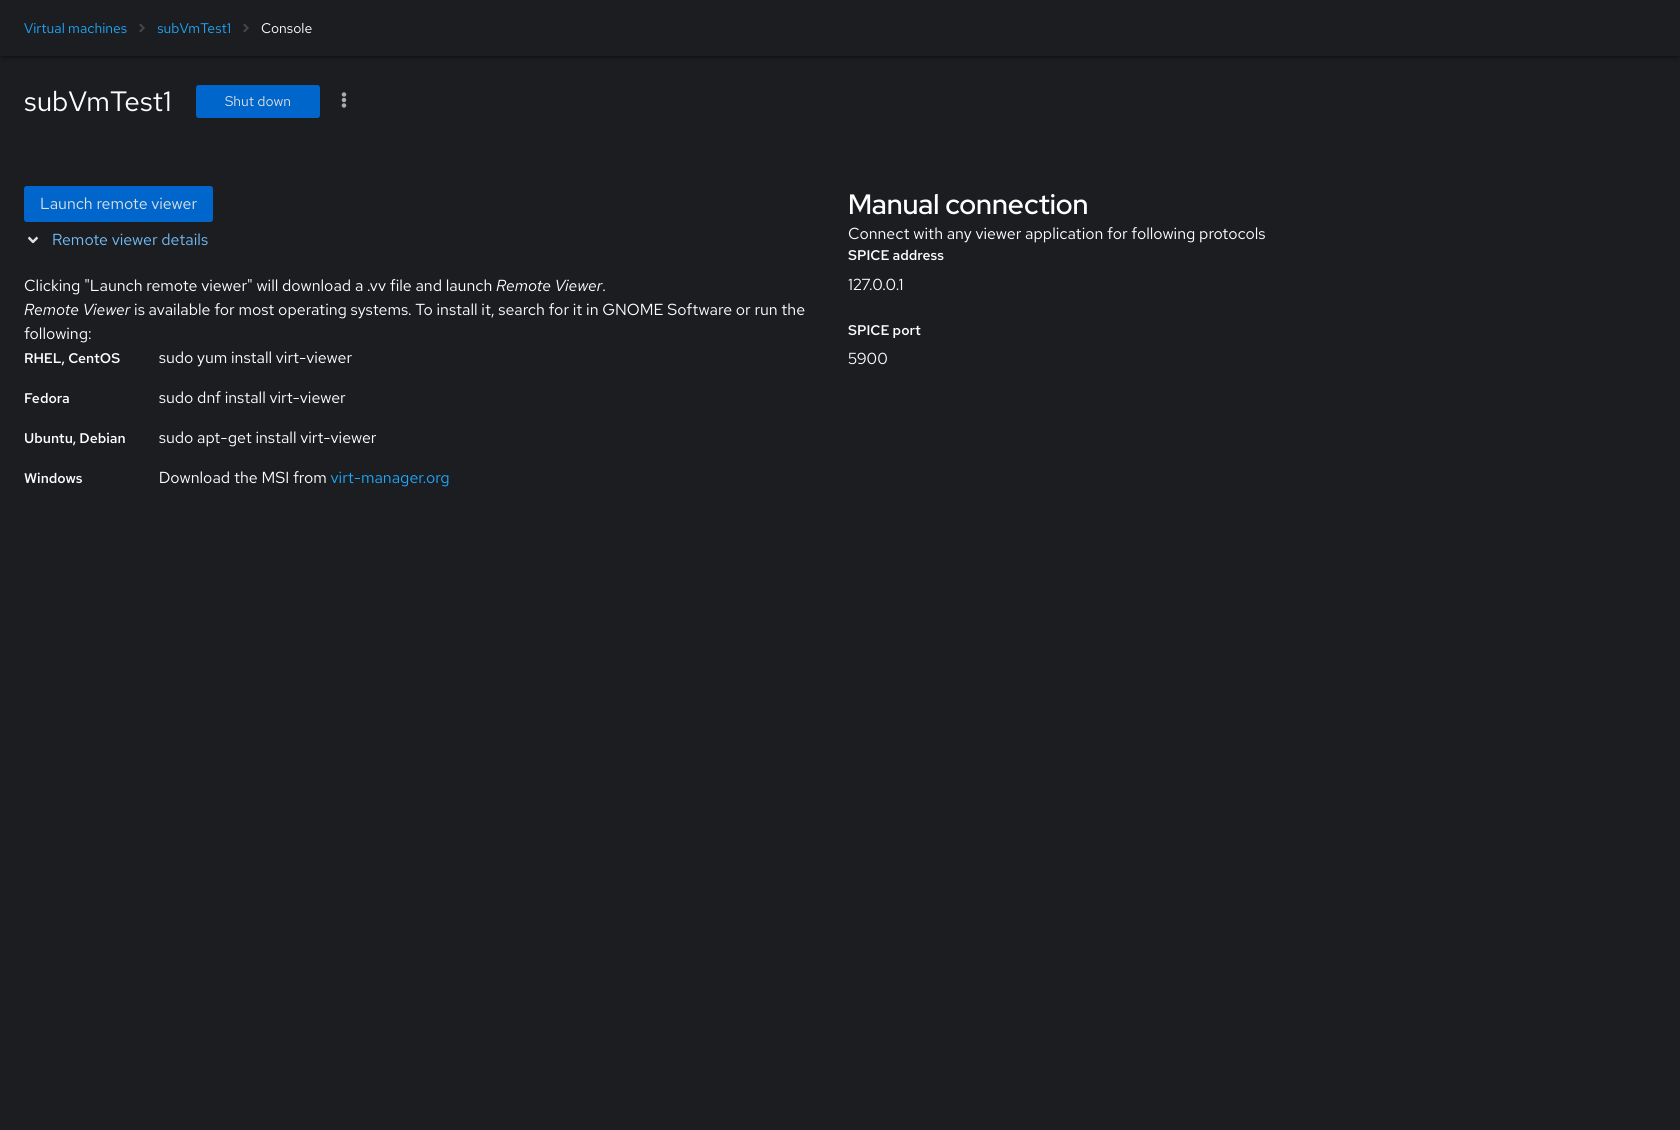 Virtual machines > subVmTest1 > Console
subVmTest1 Shut down
Launch remote viewer
Remote viewer details
Clicking "Launch remote viewer" will download a .vv file and launch Remote Viewer.
Remote Viewer is available for most operating systems. To install it, search for it in GNOME Software or run the
following:
RHEL, CentOS sudo yum install virt-viewer
Fedora sudo dnf install virt-viewer
Ubuntu, Debian sudo apt-get install virt-viewer
Windows Download the MSI from virt-manager.org
Manual connection
Connect with any viewer application for following protocols
SPICE address
127.0.0.1
SPICE port
5900